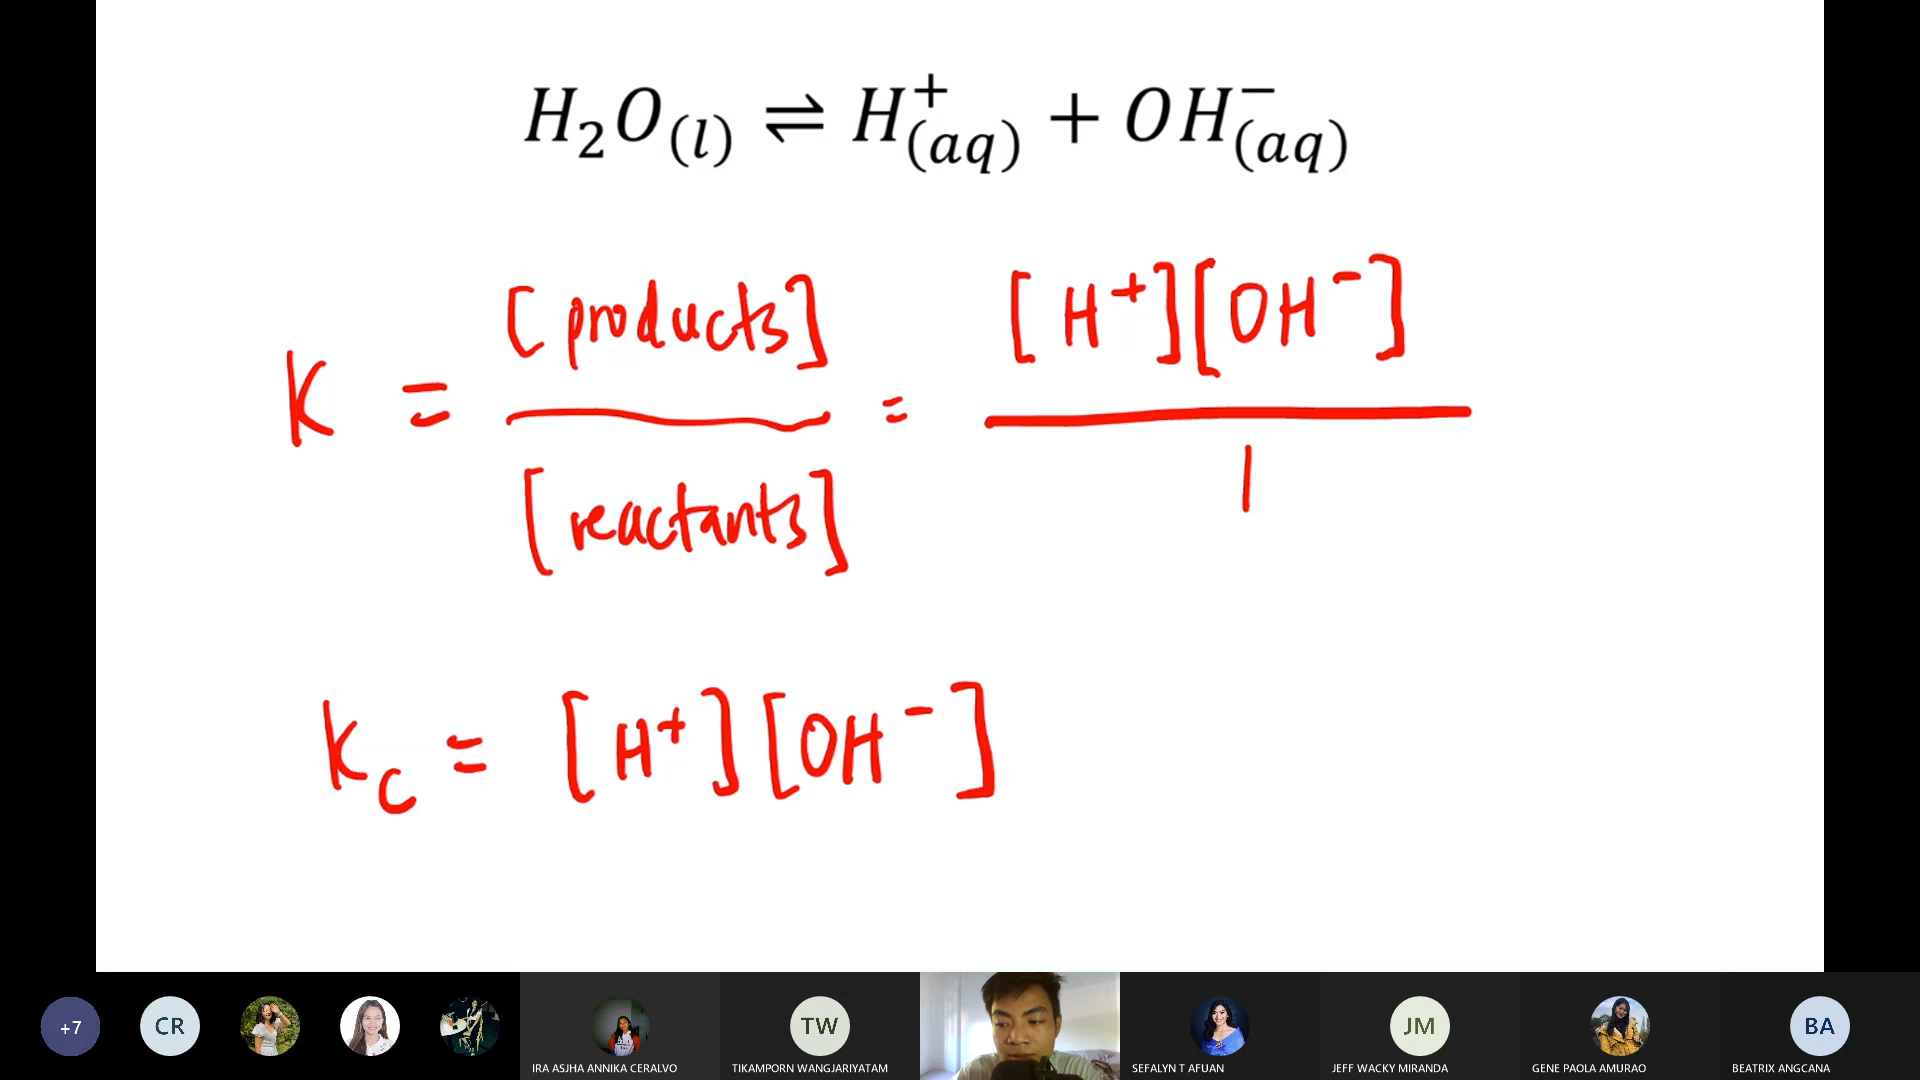 H₂O₍l₎ ⇌ H⁺₍aq₎ + OH⁻₍aq₎
K = [products] / [reactants] = [H⁺][OH⁻] / 1
Kc = [H⁺][OH⁻]
+7
CR
TW
JM
BA
IRA ASJHA ANNIKA CERALVO
TIKAMPORN WANGJARIYATAM
SEFALYN T AFUAN
JEFF WACKY MIRANDA
GENE PAOLA AMURAO
BEATRIX ANGCANA